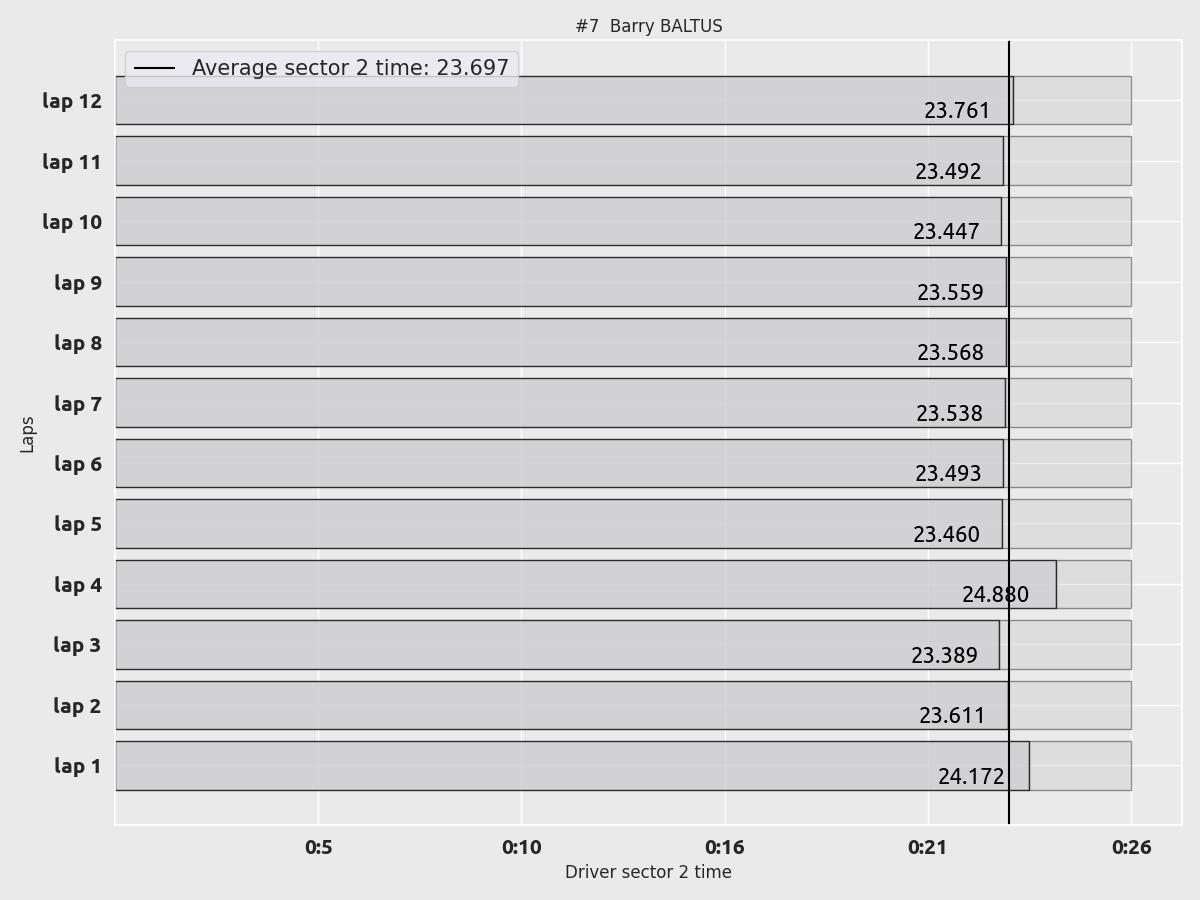 #7  Barry BALTUS
Average sector 2 time: 23.697
lap 12
23.761
lap 11
23.492
lap 10
23.447
lap 9
23.559
lap 8
23.568
lap 7
23.538
lap 6
23.493
lap 5
23.460
lap 4
24.880
lap 3
23.389
lap 2
23.611
lap 1
24.172
Laps
0:5 0:10 0:16 0:21 0:26
Driver sector 2 time